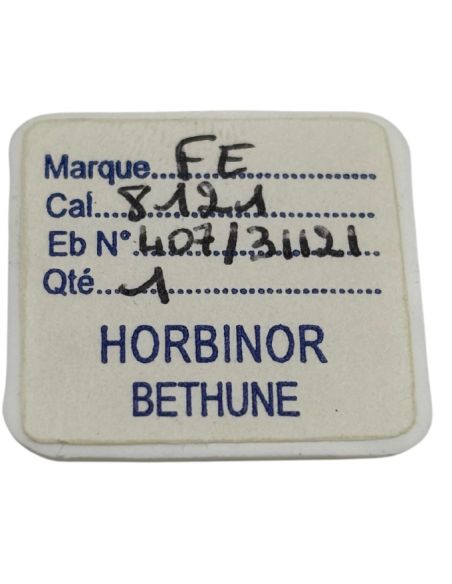 Marque...FE
Cal...8121
Eb N°.407/31121
Qté...1
HORBINOR
BETHUNE